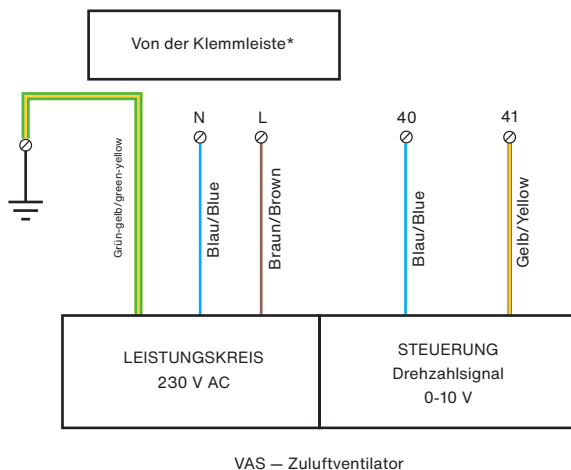 Von der Klemmleiste*
N
L
40
41
Grün-gelb/green-yellow
Blau/Blue
Braun/Brown
Blau/Blue
Gelb/Yellow
LEISTUNGSKREIS
230 V AC
STEUERUNG
Drehzahlsignal
0-10 V
VAS — Zuluftventilator